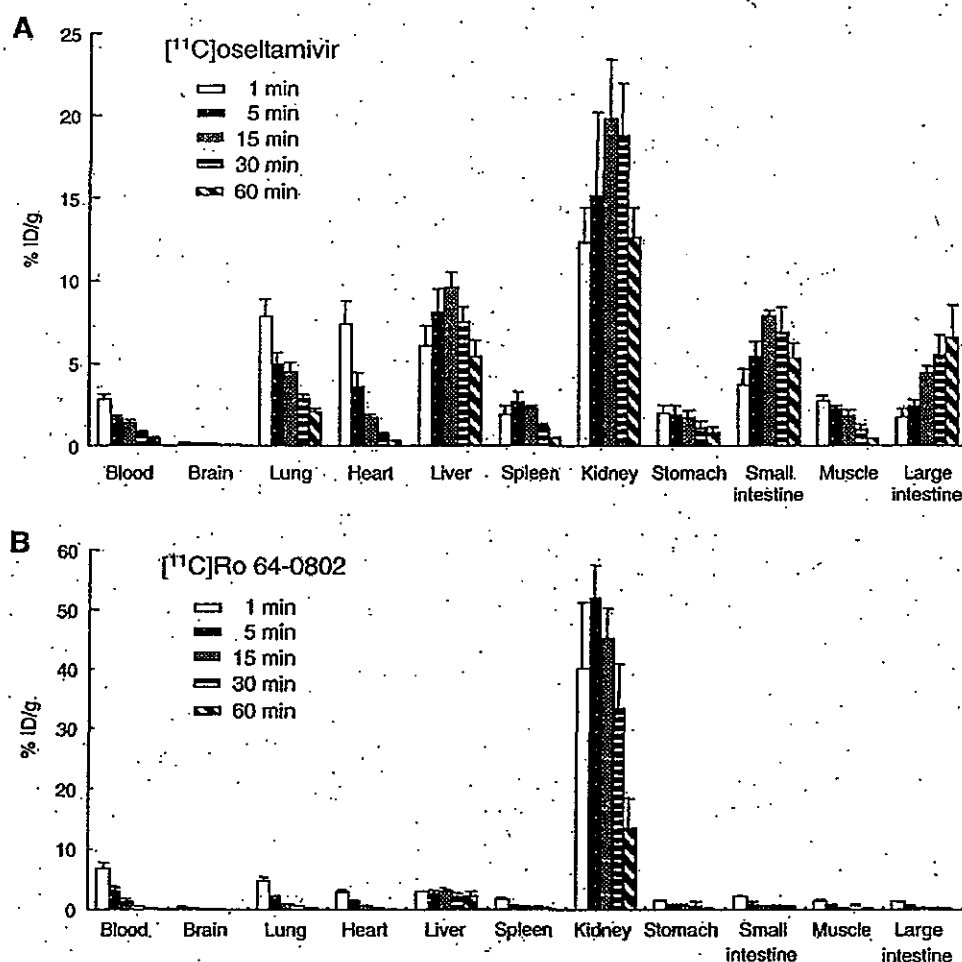 A
[¹¹C]oseltamivir
1 min
5 min
15 min
30 min
60 min
25
20
15
10
5
0
% ID/g
Blood Brain Lung Heart Liver Spleen Kidney Stomach Small intestine Muscle Large intestine
B
[¹¹C]Ro 64-0802
1 min
5 min
15 min
30 min
60 min
60
50
40
30
20
10
0
% ID/g
Blood Brain Lung Heart Liver Spleen Kidney Stomach Small intestine Muscle Large intestine